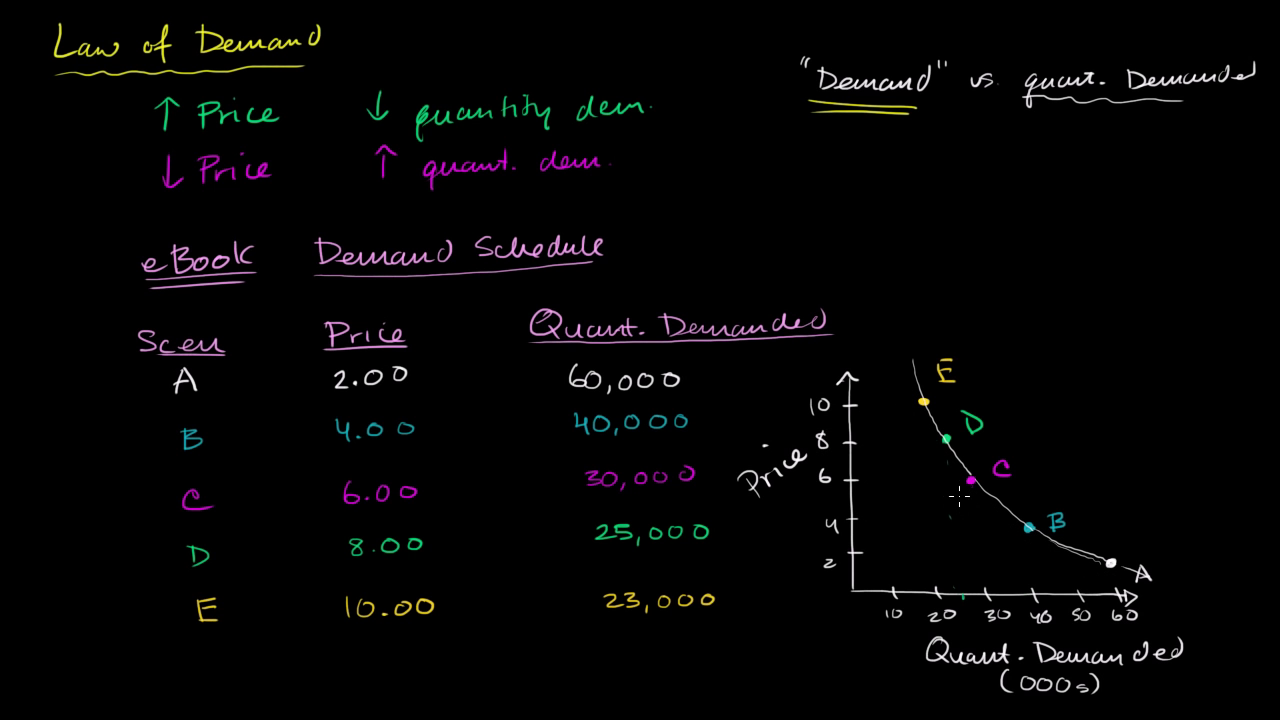 Law of Demand
"Demand" vs. quant. Demanded
↑ Price ↓ quantity dem.
↓ Price ↑ quant. dem.
eBook Demand Schedule
Scen Price Quant. Demanded
A 2.00 60,000
B 4.00 40,000
C 6.00 30,000
D 8.00 25,000
E 10.00 23,000
E
D
C
B
A
Price
10
8
6
4
2
10 20 30 40 50 60
Quant. Demanded
(000s)